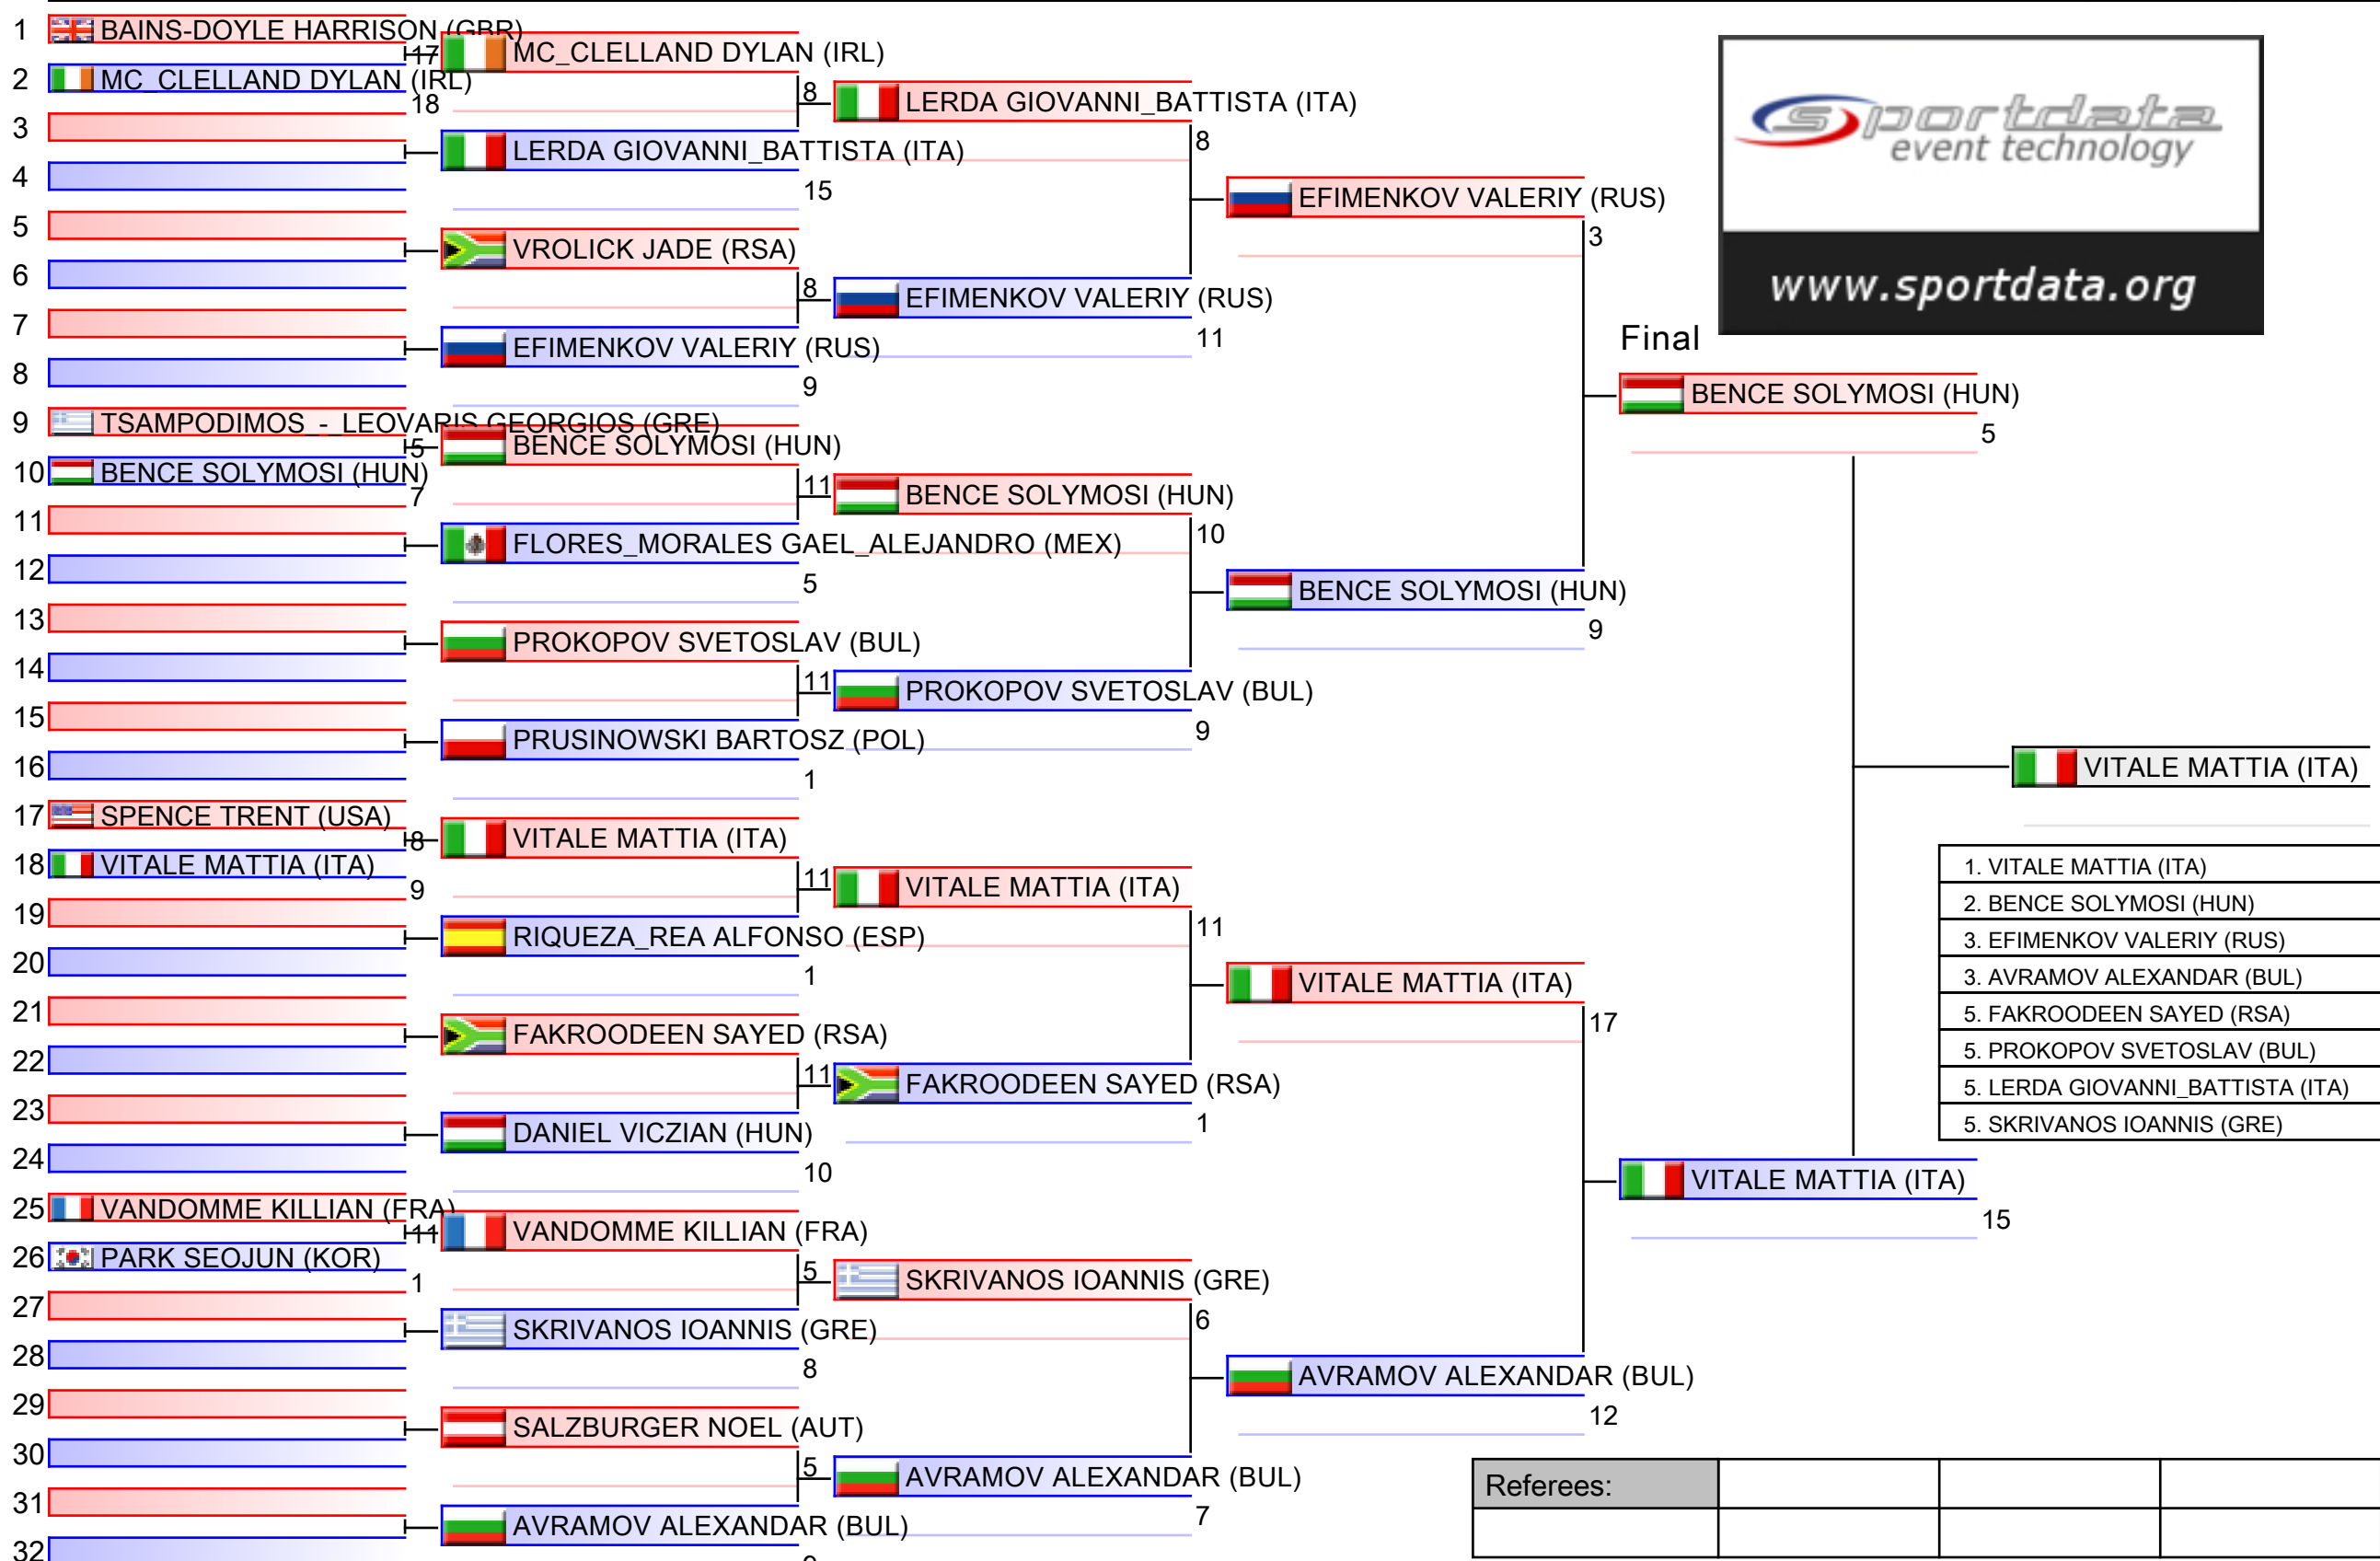 1 BAINS-DOYLE HARRISON (GBR)
17
2 MC_CLELLAND DYLAN (IRL)
18
3
4
5
6
7
8
9 TSAMPODIMOS_-_LEOVARIS GEORGIOS (GRE)
5
10 BENCE SOLYMOSI (HUN)
7
11
12
13
14
15
16
17 SPENCE TRENT (USA)
8
18 VITALE MATTIA (ITA)
9
19
20
21
22
23
24
25 VANDOMME KILLIAN (FRA)
11
26 PARK SEOJUN (KOR)
1
27
28
29
30
31
32
MC_CLELLAND DYLAN (IRL)
8
LERDA GIOVANNI_BATTISTA (ITA)
15
VROLICK JADE (RSA)
8
EFIMENKOV VALERIY (RUS)
9
BENCE SOLYMOSI (HUN)
11
FLORES_MORALES GAEL_ALEJANDRO (MEX)
5
PROKOPOV SVETOSLAV (BUL)
11
PRUSINOWSKI BARTOSZ (POL)
1
VITALE MATTIA (ITA)
11
RIQUEZA_REA ALFONSO (ESP)
1
FAKROODEEN SAYED (RSA)
11
DANIEL VICZIAN (HUN)
10
VANDOMME KILLIAN (FRA)
5
SKRIVANOS IOANNIS (GRE)
8
SALZBURGER NOEL (AUT)
5
AVRAMOV ALEXANDAR (BUL)
LERDA GIOVANNI_BATTISTA (ITA)
8
EFIMENKOV VALERIY (RUS)
11
BENCE SOLYMOSI (HUN)
10
PROKOPOV SVETOSLAV (BUL)
9
VITALE MATTIA (ITA)
11
FAKROODEEN SAYED (RSA)
1
SKRIVANOS IOANNIS (GRE)
6
AVRAMOV ALEXANDAR (BUL)
7
EFIMENKOV VALERIY (RUS)
3
BENCE SOLYMOSI (HUN)
9
VITALE MATTIA (ITA)
17
AVRAMOV ALEXANDAR (BUL)
12
sportdata
event technology
www.sportdata.org
Final
BENCE SOLYMOSI (HUN)
5
VITALE MATTIA (ITA)
15
VITALE MATTIA (ITA)
1. VITALE MATTIA (ITA)
2. BENCE SOLYMOSI (HUN)
3. EFIMENKOV VALERIY (RUS)
3. AVRAMOV ALEXANDAR (BUL)
5. FAKROODEEN SAYED (RSA)
5. PROKOPOV SVETOSLAV (BUL)
5. LERDA GIOVANNI_BATTISTA (ITA)
5. SKRIVANOS IOANNIS (GRE)
Referees: